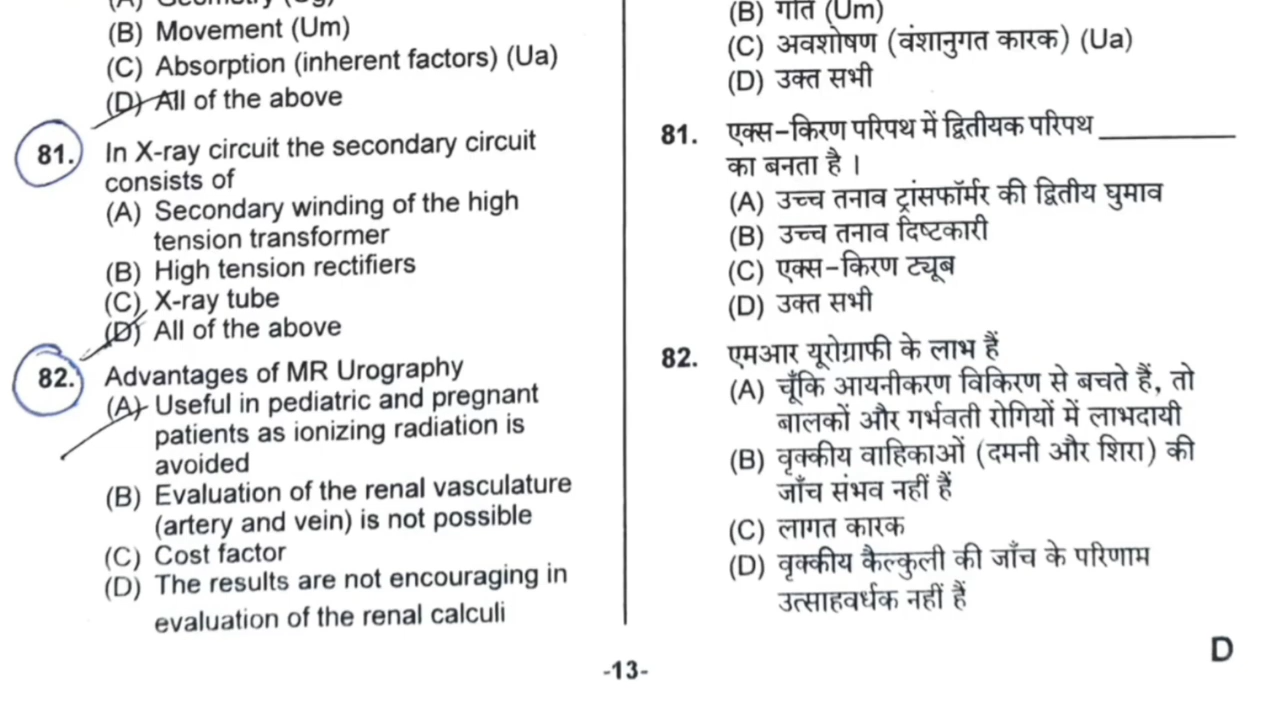 (A) Geometry (Ug)
(B) Movement (Um)
(C) Absorption (inherent factors) (Ua)
(D) All of the above
81. In X-ray circuit the secondary circuit
consists of
(A) Secondary winding of the high
tension transformer
(B) High tension rectifiers
(C) X-ray tube
(D) All of the above
82. Advantages of MR Urography
(A) Useful in pediatric and pregnant
patients as ionizing radiation is
avoided
(B) Evaluation of the renal vasculature
(artery and vein) is not possible
(C) Cost factor
(D) The results are not encouraging in
evaluation of the renal calculi
(B) गति (Um)
(C) अवशोषण (वंशानुगत कारक) (Ua)
(D) उक्त सभी
81. एक्स-किरण परिपथ में द्वितीयक परिपथ __________
का बनता है ।
(A) उच्च तनाव ट्रांसफॉर्मर की द्वितीय घुमाव
(B) उच्च तनाव दिष्टकारी
(C) एक्स-किरण ट्यूब
(D) उक्त सभी
82. एमआर यूरोग्राफी के लाभ हैं
(A) चूँकि आयनीकरण विकिरण से बचते हैं, तो
बालकों और गर्भवती रोगियों में लाभदायी
(B) वृक्कीय वाहिकाओं (दमनी और शिरा) की
जाँच संभव नहीं हैं
(C) लागत कारक
(D) वृक्कीय कैल्कुली की जाँच के परिणाम
उत्साहवर्धक नहीं हैं
-13-
D